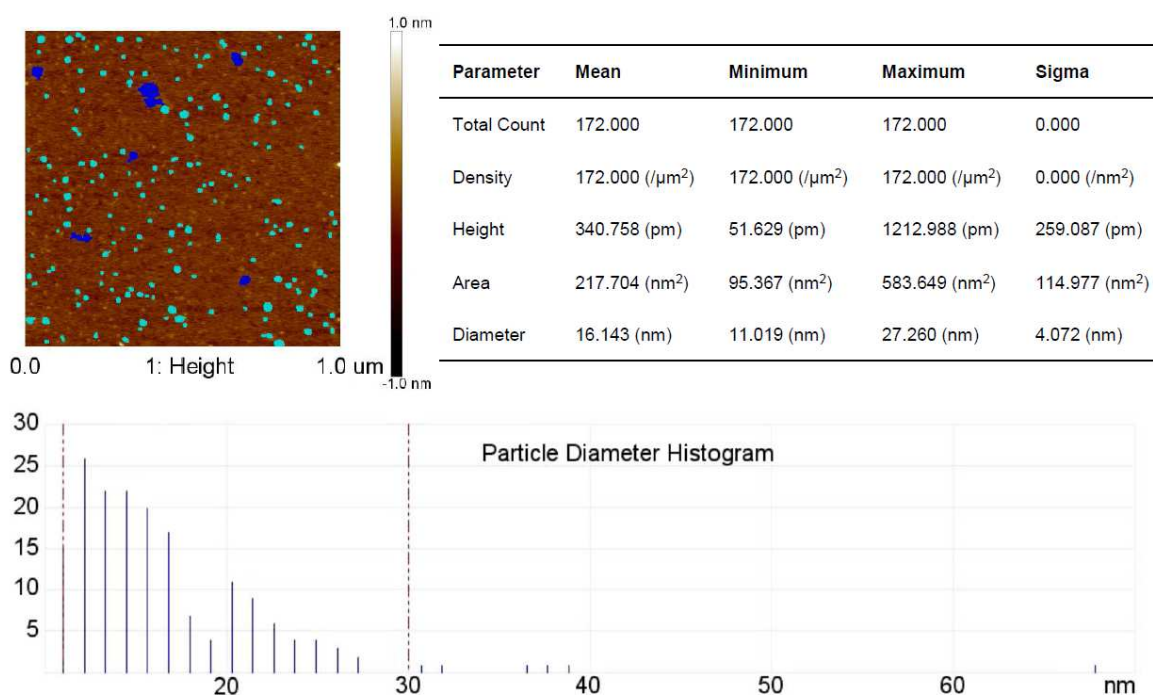 1.0 nm
-1.0 nm
0.0 1: Height 1.0 um
Parameter Mean Minimum Maximum Sigma
Total Count 172.000 172.000 172.000 0.000
Density 172.000 (/µm²) 172.000 (/µm²) 172.000 (/µm²) 0.000 (/nm²)
Height 340.758 (pm) 51.629 (pm) 1212.988 (pm) 259.087 (pm)
Area 217.704 (nm²) 95.367 (nm²) 583.649 (nm²) 114.977 (nm²)
Diameter 16.143 (nm) 11.019 (nm) 27.260 (nm) 4.072 (nm)
Particle Diameter Histogram
30
25
20
15
10
5
20 30 40 50 60 nm